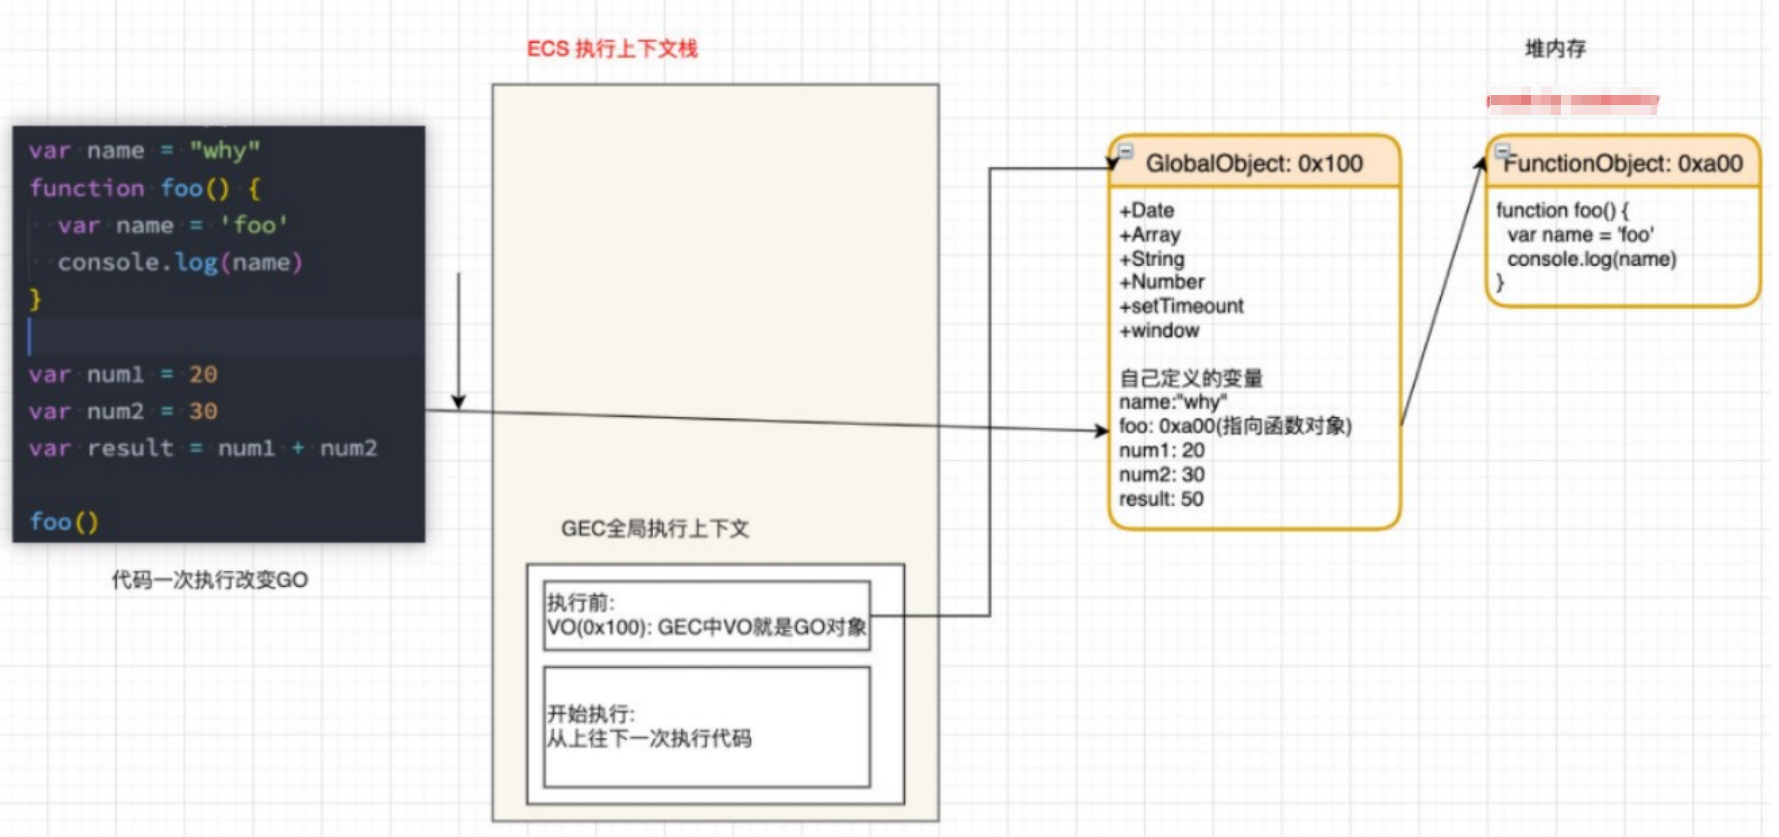 ECS 执行上下文栈
堆内存
var name = "why"
function foo() {
var name = 'foo'
console.log(name)
}
var num1 = 20
var num2 = 30
var result = num1 + num2
foo()
代码一次执行改变GO
GEC全局执行上下文
执行前:
VO(0x100): GEC中VO就是GO对象
开始执行:
从上往下一次执行代码
GlobalObject: 0x100
+Date
+Array
+String
+Number
+setTimeount
+window
自己定义的变量
name:"why"
foo: 0xa00(指向函数对象)
num1: 20
num2: 30
result: 50
FunctionObject: 0xa00
function foo() {
var name = 'foo'
console.log(name)
}